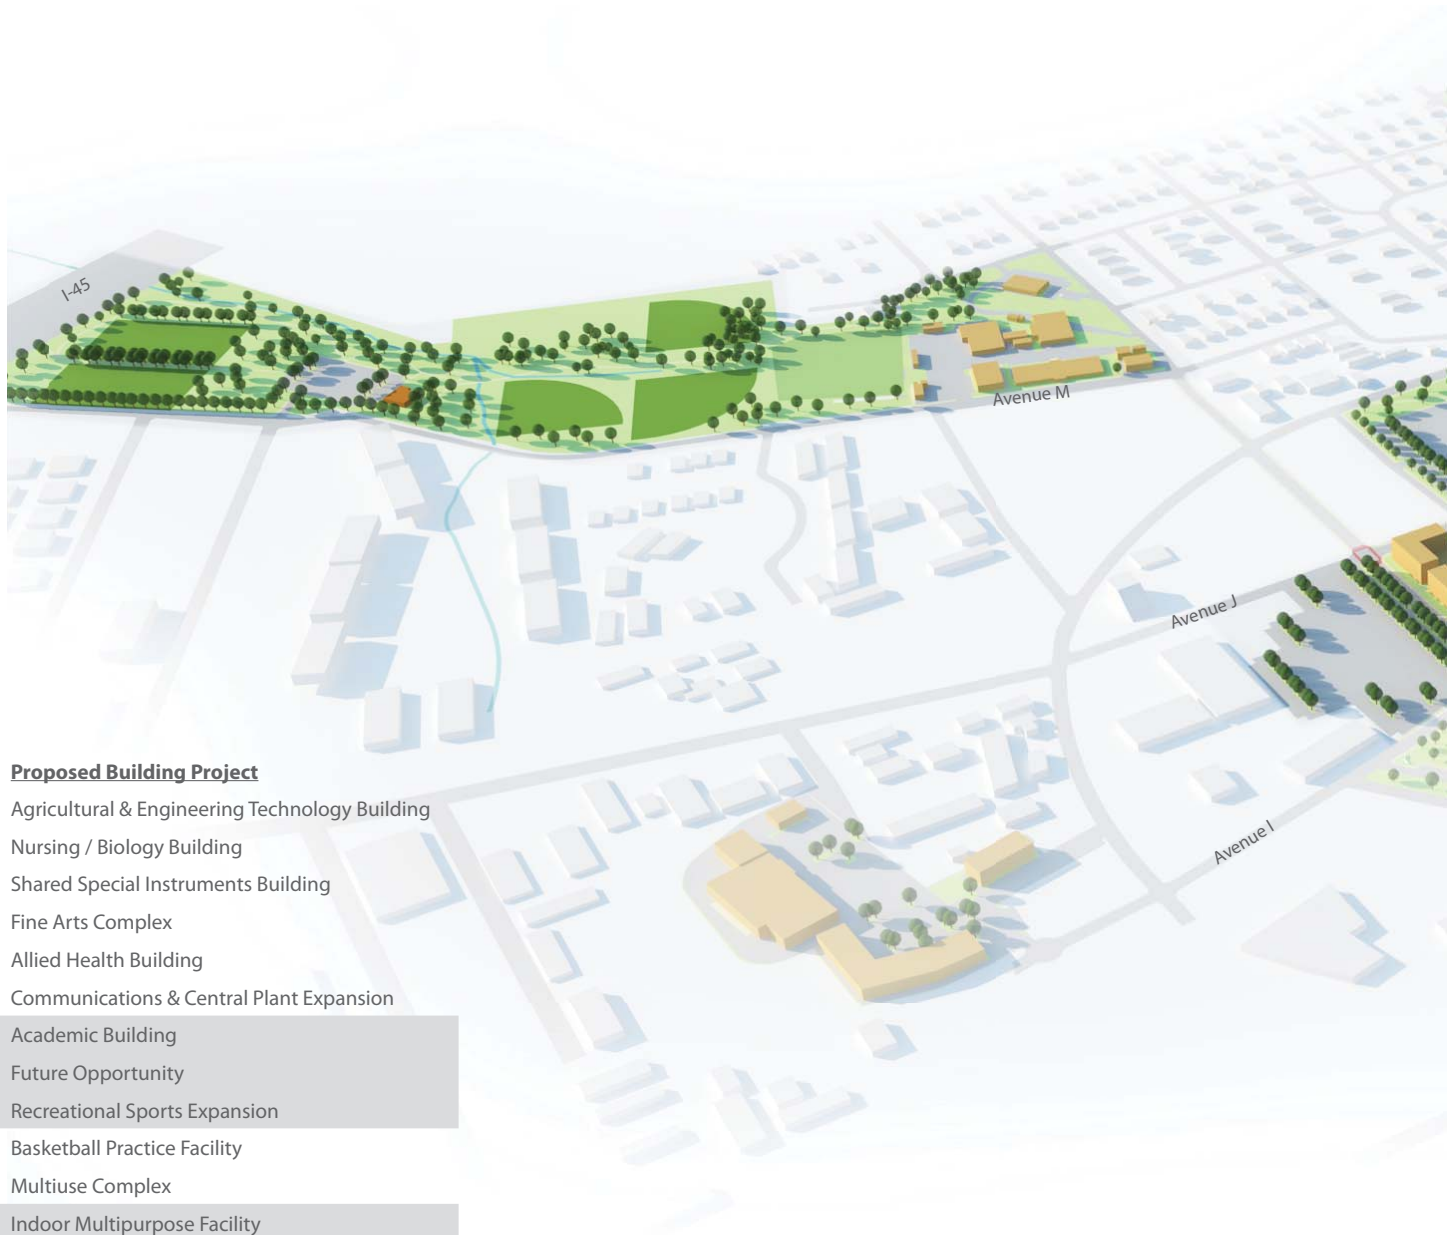 I-45
Avenue M
Avenue J
Avenue I
Proposed Building Project
Agricultural & Engineering Technology Building
Nursing / Biology Building
Shared Special Instruments Building
Fine Arts Complex
Allied Health Building
Communications & Central Plant Expansion
Academic Building
Future Opportunity
Recreational Sports Expansion
Basketball Practice Facility
Multiuse Complex
Indoor Multipurpose Facility